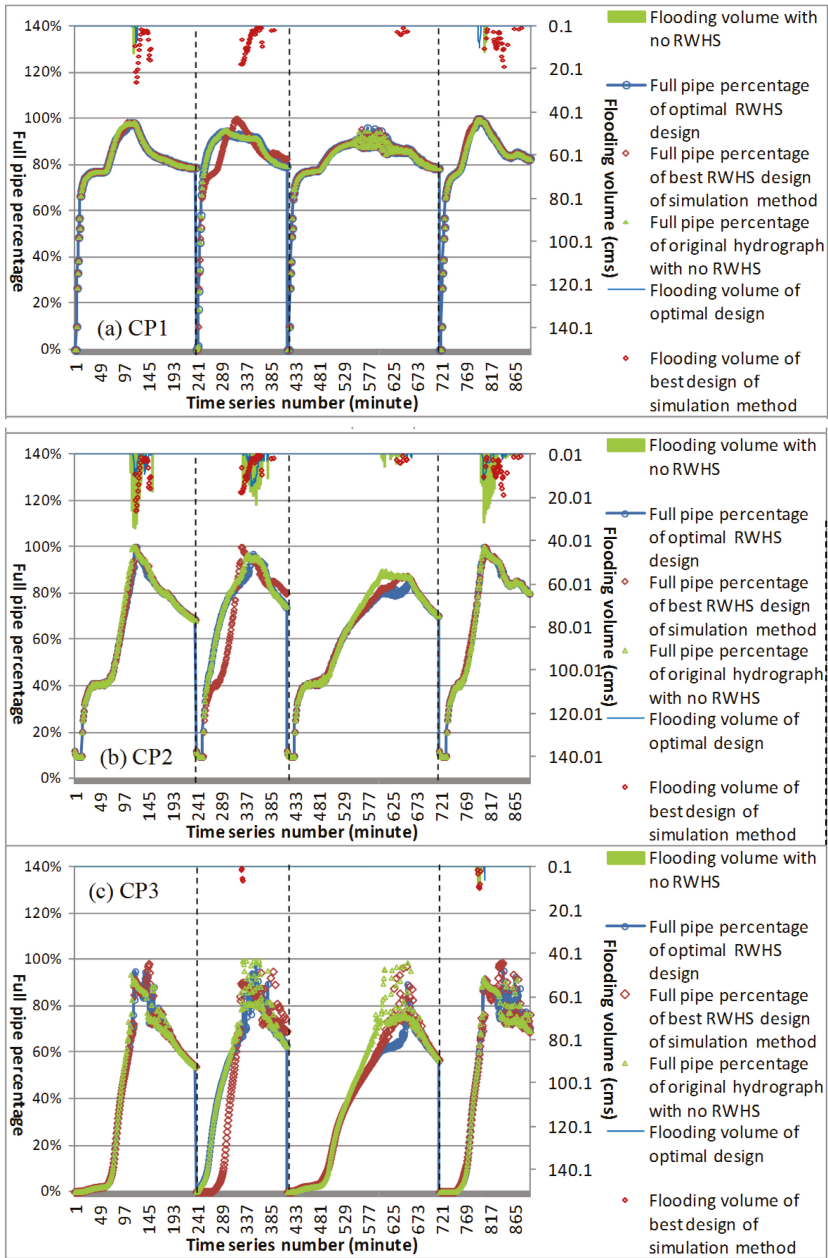 140%
120%
100%
80%
60%
40%
20%
0%
Full pipe percentage
(a) CP1
1
49
97
145
193
241
289
337
385
433
481
529
577
625
673
721
769
817
865
Time series number (minute)
0.1
20.1
40.1
60.1
80.1
100.1
120.1
140.1
Flooding volume (cms)
Flooding volume with
no RWHS
Full pipe percentage
of optimal RWHS
design
Full pipe percentage
of best RWHS design
of simulation method
Full pipe percentage
of original hydrograph
with no RWHS
Flooding volume of
optimal design
Flooding volume of
best design of
simulation method
140%
120%
100%
80%
60%
40%
20%
0%
Full pipe percentage
(b) CP2
1
49
97
145
193
241
289
337
385
433
481
529
577
625
673
721
769
817
865
Time series number (minute)
0.01
20.01
40.01
60.01
80.01
100.01
120.01
140.01
Flooding volume (cms)
Flooding volume with
no RWHS
Full pipe percentage
of optimal RWHS
design
Full pipe percentage
of best RWHS design
of simulation method
Full pipe percentage
of original hydrograph
with no RWHS
Flooding volume of
optimal design
Flooding volume of
best design of
simulation method
140%
120%
100%
80%
60%
40%
20%
0%
Full pipe percentage
(c) CP3
1
49
97
145
193
241
289
337
385
433
481
529
577
625
673
721
769
817
865
Time series number (minute)
0.1
20.1
40.1
60.1
80.1
100.1
120.1
140.1
Flooding volume (cms)
Flooding volume with
no RWHS
Full pipe percentage
of optimal RWHS
design
Full pipe percentage
of best RWHS design
of simulation method
Full pipe percentage
of original hydrograph
with no RWHS
Flooding volume of
optimal design
Flooding volume of
best design of
simulation method